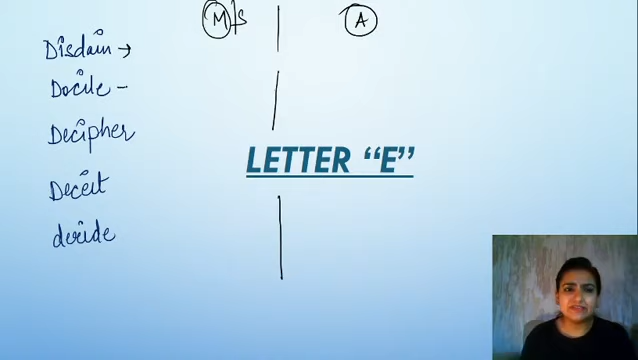 M/s A
Disdain →
Docile -
Decipher
LETTER “E”
Deceit
deride